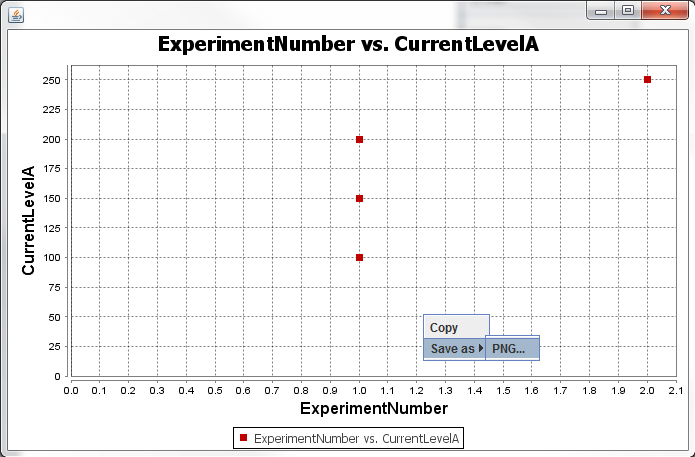 ExperimentNumber vs. CurrentLevelA
CurrentLevelA
250
225
200
175
150
125
100
75
50
25
0
Copy
Save as
PNG...
0.0 0.1 0.2 0.3 0.4 0.5 0.6 0.7 0.8 0.9 1.0 1.1 1.2 1.3 1.4 1.5 1.6 1.7 1.8 1.9 2.0 2.1
ExperimentNumber
ExperimentNumber vs. CurrentLevelA